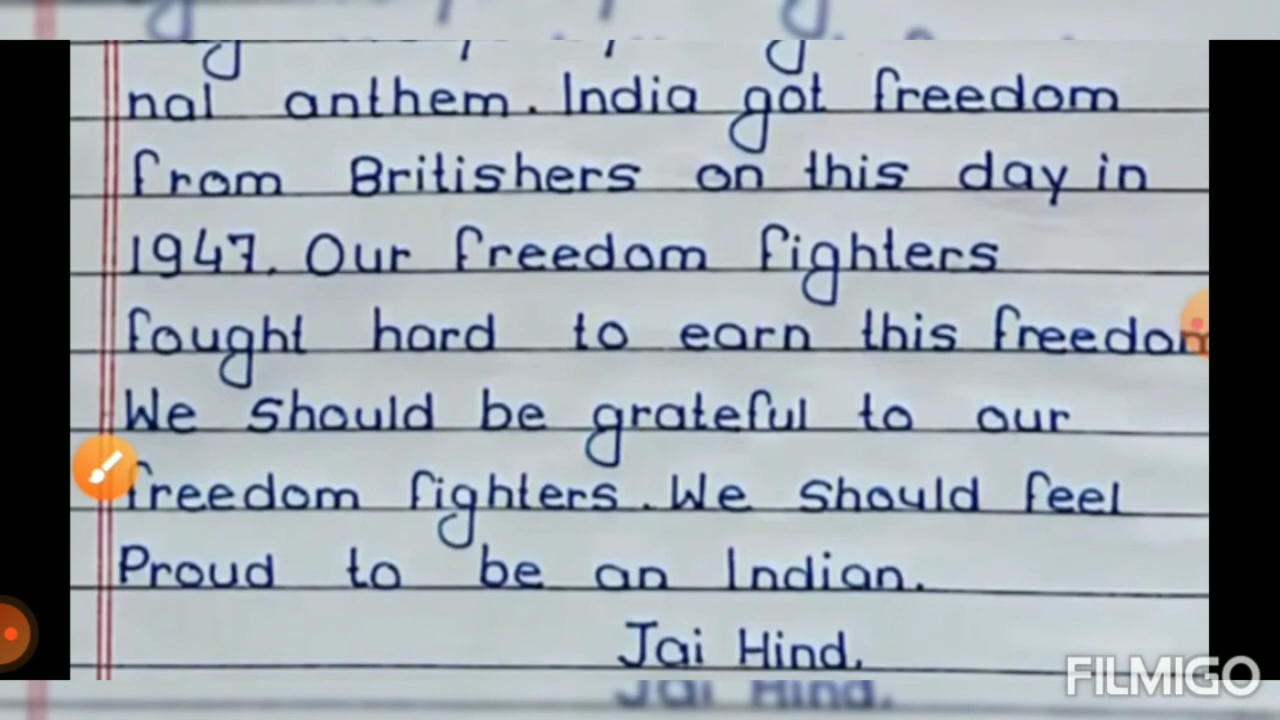 nal anthem. India got freedom
from Britishers on this day in
1947. Our freedom fighters
fought hard to earn this freedom
We should be grateful to our
freedom fighters. We should feel
Proud to be an Indian.
Jai Hind.
FILMIGO
Jai Hind.